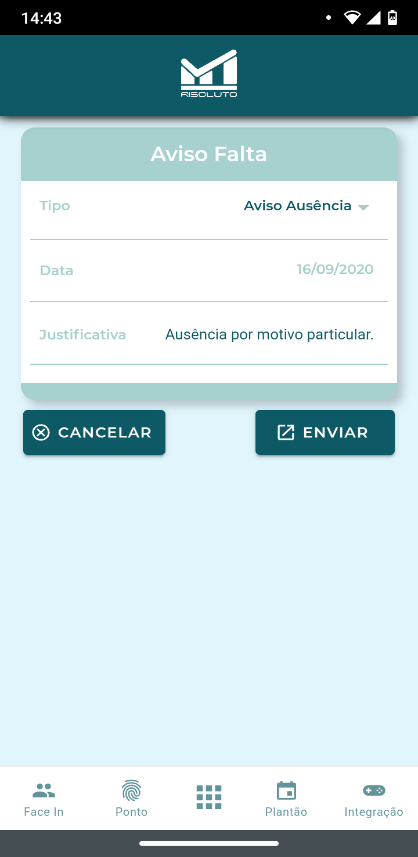 14:43
RISOLUTO
Aviso Falta
Tipo Aviso Ausência
Data 16/09/2020
Justificativa Ausência por motivo particular.
CANCELAR ENVIAR
Face In Ponto Plantão Integração